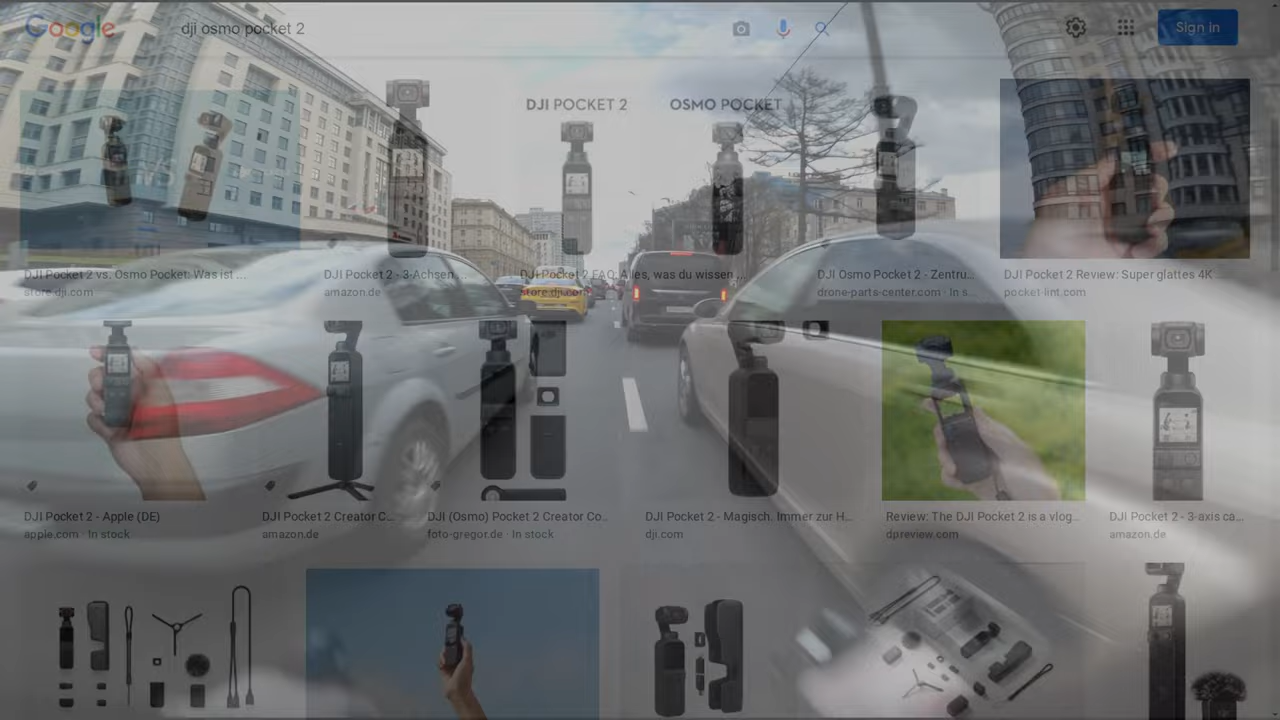 Google
dji osmo pocket 2
Sign in
DJI POCKET 2
OSMO POCKET
VS
DJI Pocket 2 vs. Osmo Pocket: Was ist ...
store.dji.com
DJI Pocket 2 - 3-Achsen ...
amazon.de
DJI Pocket 2 FAQ: Alles, was du wissen ...
store.dji.com
DJI Osmo Pocket 2 - Zentru...
drone-parts-center.com · In s...
DJI Pocket 2 Review: Super glattes 4K ...
pocket-lint.com
DJI Pocket 2 - Apple (DE)
apple.com · In stock
DJI Pocket 2 Creator C...
amazon.de
DJI (Osmo) Pocket 2 Creator Co...
foto-gregor.de · In stock
DJI Pocket 2 - Magisch. Immer zur H...
dji.com
Review: The DJI Pocket 2 is a vlog...
dpreview.com
DJI Pocket 2 - 3-axis ca...
amazon.de